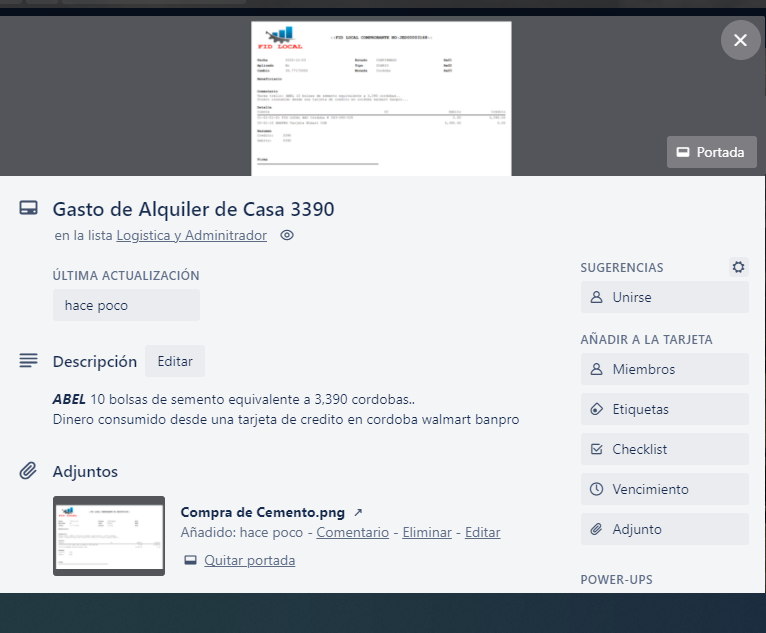 FID LOCAL
Portada
Gasto de Alquiler de Casa 3390
en la lista Logistica y Adminitrador
ÚLTIMA ACTUALIZACIÓN
hace poco
Descripción Editar
ABEL 10 bolsas de semento equivalente a 3,390 cordobas..
Dinero consumido desde una tarjeta de credito en cordoba walmart banpro
Adjuntos
Compra de Cemento.png
Añadido: hace poco - Comentario - Eliminar - Editar
Quitar portada
SUGERENCIAS
Unirse
AÑADIR A LA TARJETA
Miembros
Etiquetas
Checklist
Vencimiento
Adjunto
POWER-UPS